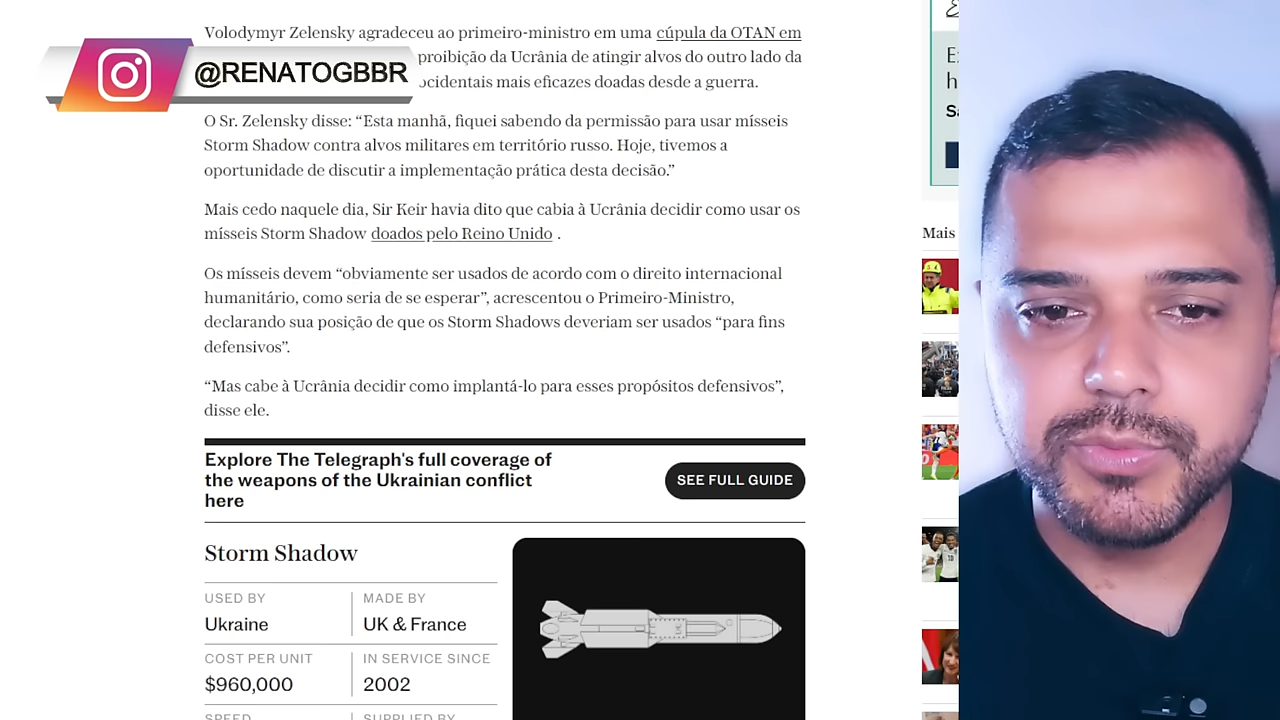 Volodymyr Zelensky agradeceu ao primeiro-ministro em uma cúpula da OTAN em
@RENATOGBBR
proibição da Ucrânia de atingir alvos do outro lado da
ocidentais mais eficazes doadas desde a guerra.
O Sr. Zelensky disse: “Esta manhã, fiquei sabendo da permissão para usar mísseis
Storm Shadow contra alvos militares em território russo. Hoje, tivemos a
oportunidade de discutir a implementação prática desta decisão.”
Mais cedo naquele dia, Sir Keir havia dito que cabia à Ucrânia decidir como usar os
mísseis Storm Shadow doados pelo Reino Unido .
Os mísseis devem “obviamente ser usados de acordo com o direito internacional
humanitário, como seria de se esperar”, acrescentou o Primeiro-Ministro,
declarando sua posição de que os Storm Shadows deveriam ser usados “para fins
defensivos”.
“Mas cabe à Ucrânia decidir como implantá-lo para esses propósitos defensivos”,
disse ele.
Explore The Telegraph's full coverage of
the weapons of the Ukrainian conflict
here
SEE FULL GUIDE
Storm Shadow
USED BY
Ukraine
MADE BY
UK & France
COST PER UNIT
$960,000
IN SERVICE SINCE
2002
SPEED
SUPPLIED BY
Mais